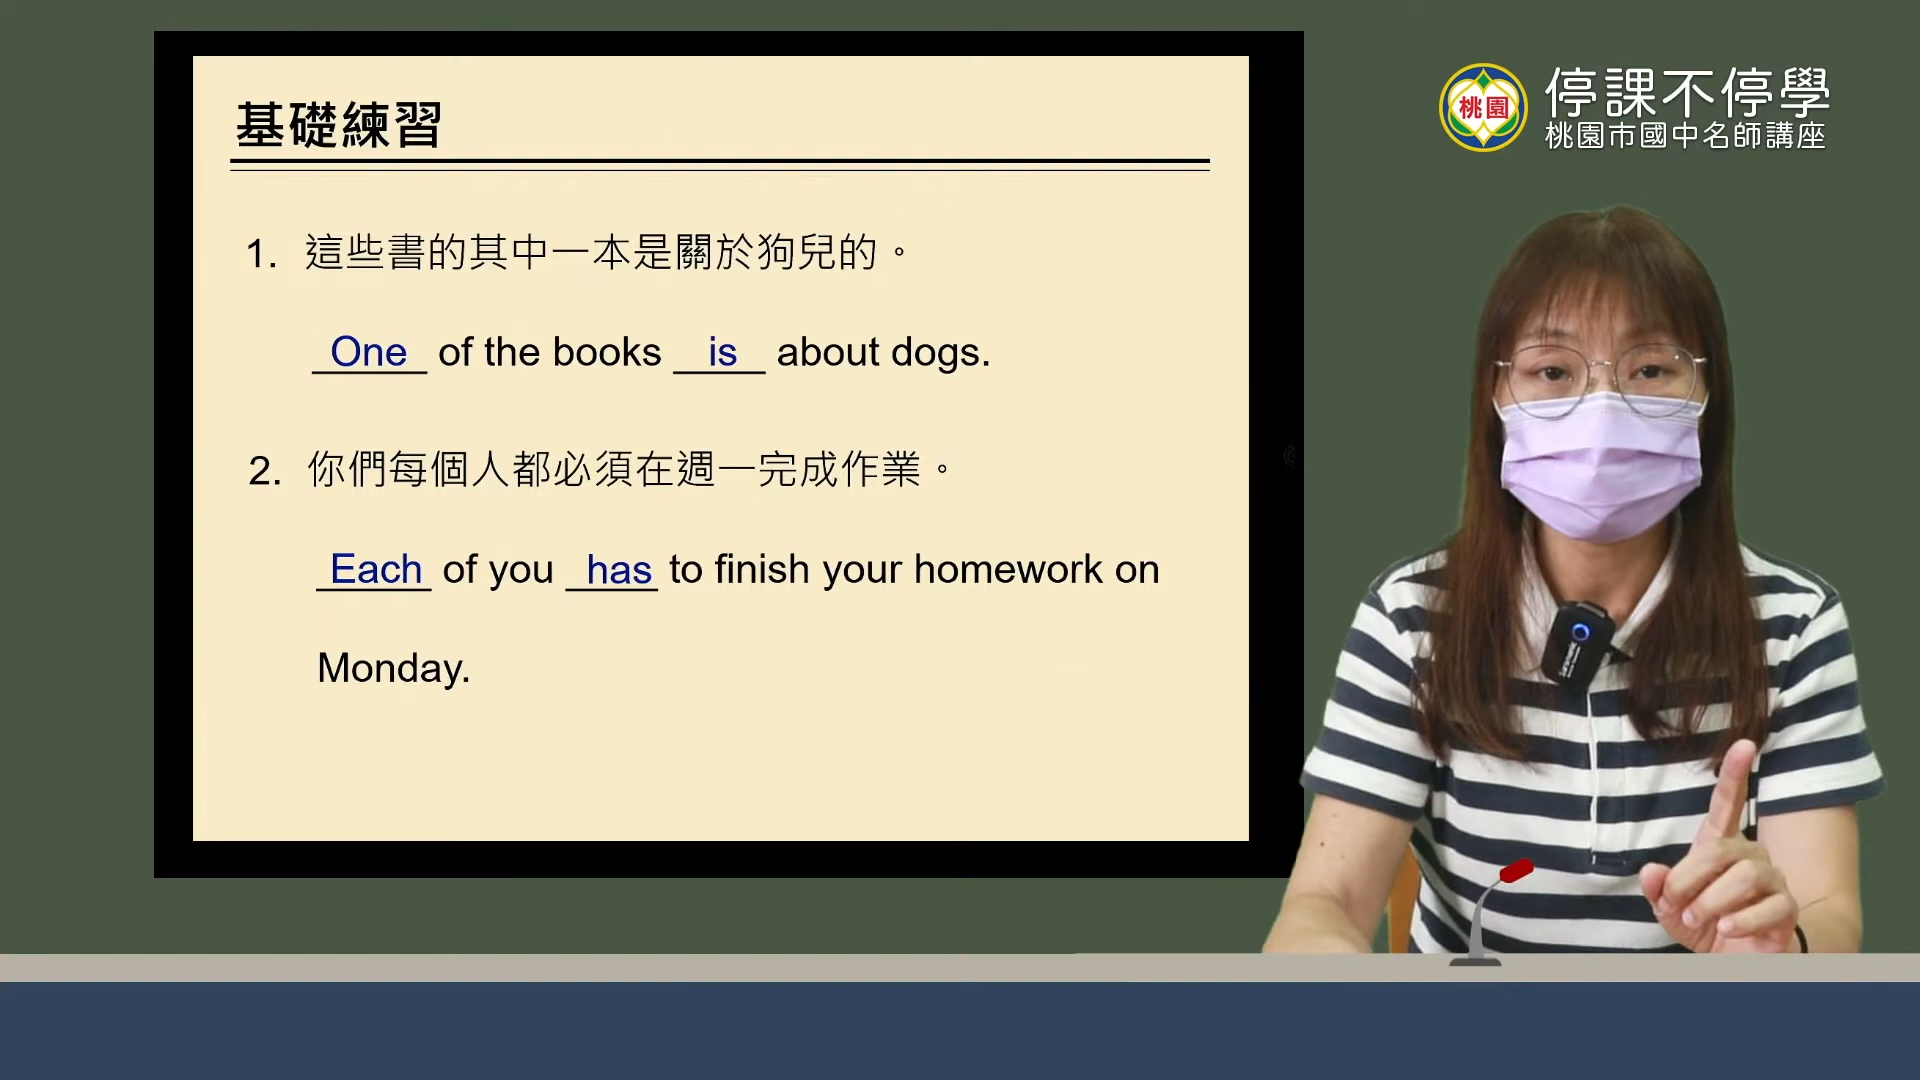 基礎練習
1. 這些書的其中一本是關於狗兒的。
One of the books is about dogs.
2. 你們每個人都必須在週一完成作業。
Each of you has to finish your homework on
Monday.
桃園
停課不停學
桃園市國中名師講座